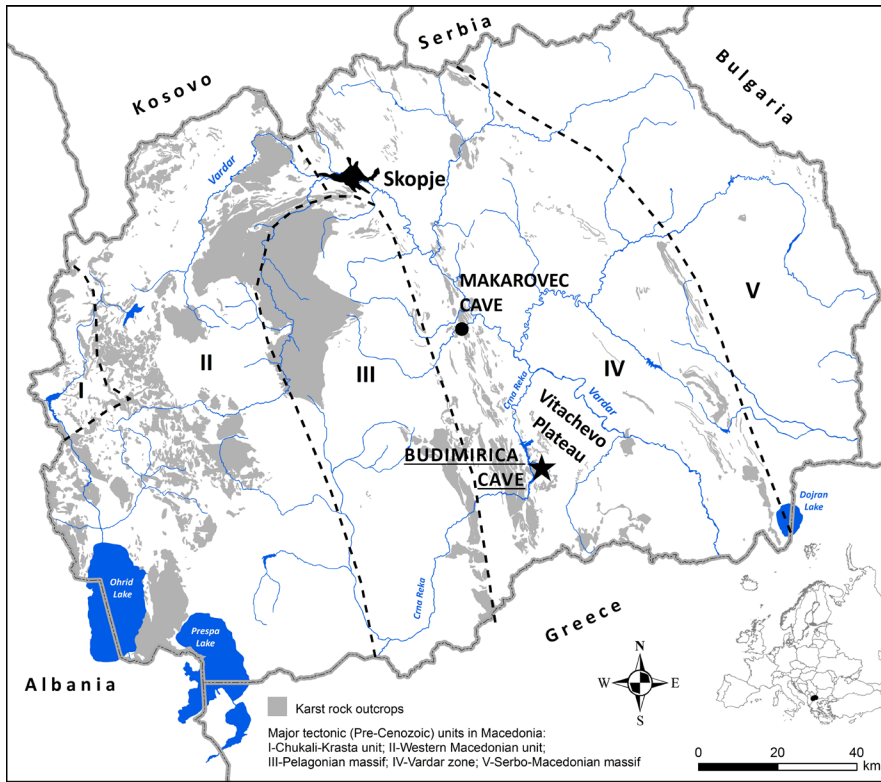 Serbia
Bulgaria
Kosovo
Vardar
Skopje
MAKAROVEC
CAVE
V
II
I
III
IV
Crna Reka
Vardar
Vitachevo
Plateau
BUDIMIRICA
CAVE
Dojran
Lake
Ohrid
Lake
Crna Reka
Prespa
Lake
Greece
Albania
N
W
E
S
Karst rock outcrops
Major tectonic (Pre-Cenozoic) units in Macedonia:
I-Chukali-Krasta unit; II-Western Macedonian unit;
III-Pelagonian massif; IV-Vardar zone; V-Serbo-Macedonian massif
0 20 40
km